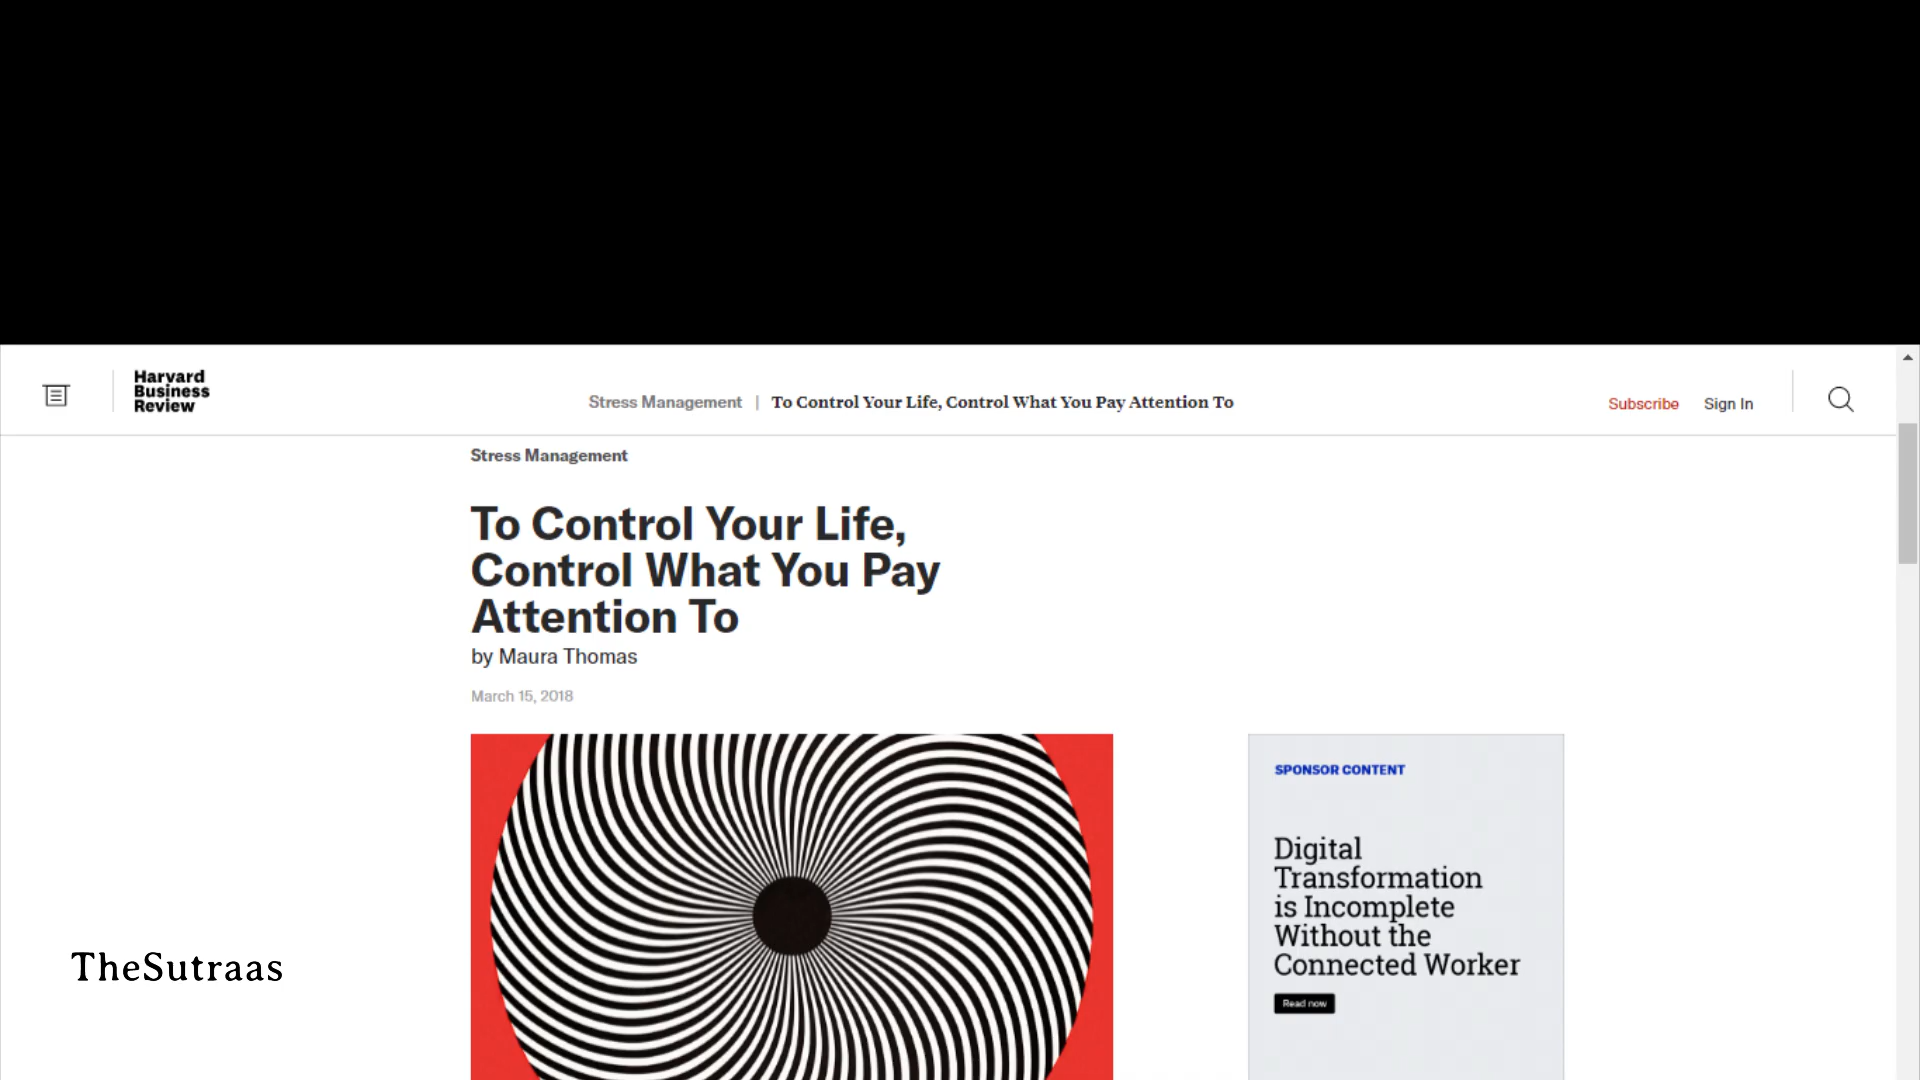 Harvard
Business
Review
Stress Management | To Control Your Life, Control What You Pay Attention To
Subscribe
Sign In
Stress Management
To Control Your Life,
Control What You Pay
Attention To
by Maura Thomas
March 15, 2018
SPONSOR CONTENT
Digital
Transformation
is Incomplete
Without the
Connected Worker
Read now
TheSutraas